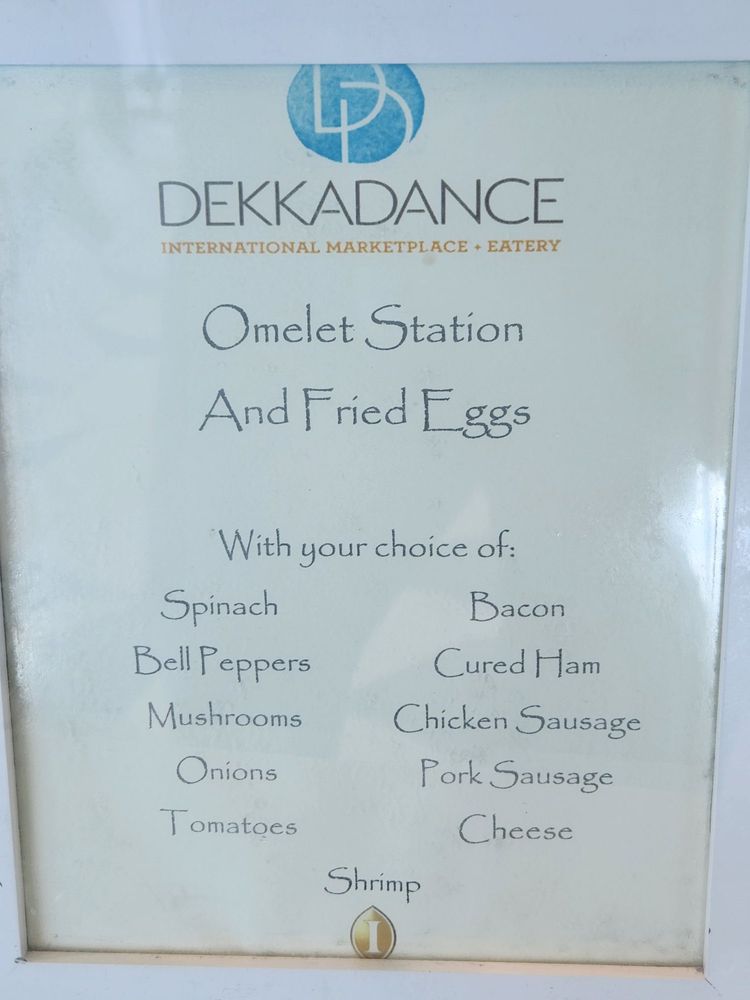 DEKKADANCE
INTERNATIONAL MARKETPLACE + EATERY
Omelet Station
And Fried Eggs
With your choice of:
Spinach Bacon
Bell Peppers Cured Ham
Mushrooms Chicken Sausage
Onions Pork Sausage
Tomatoes Cheese
Shrimp
I